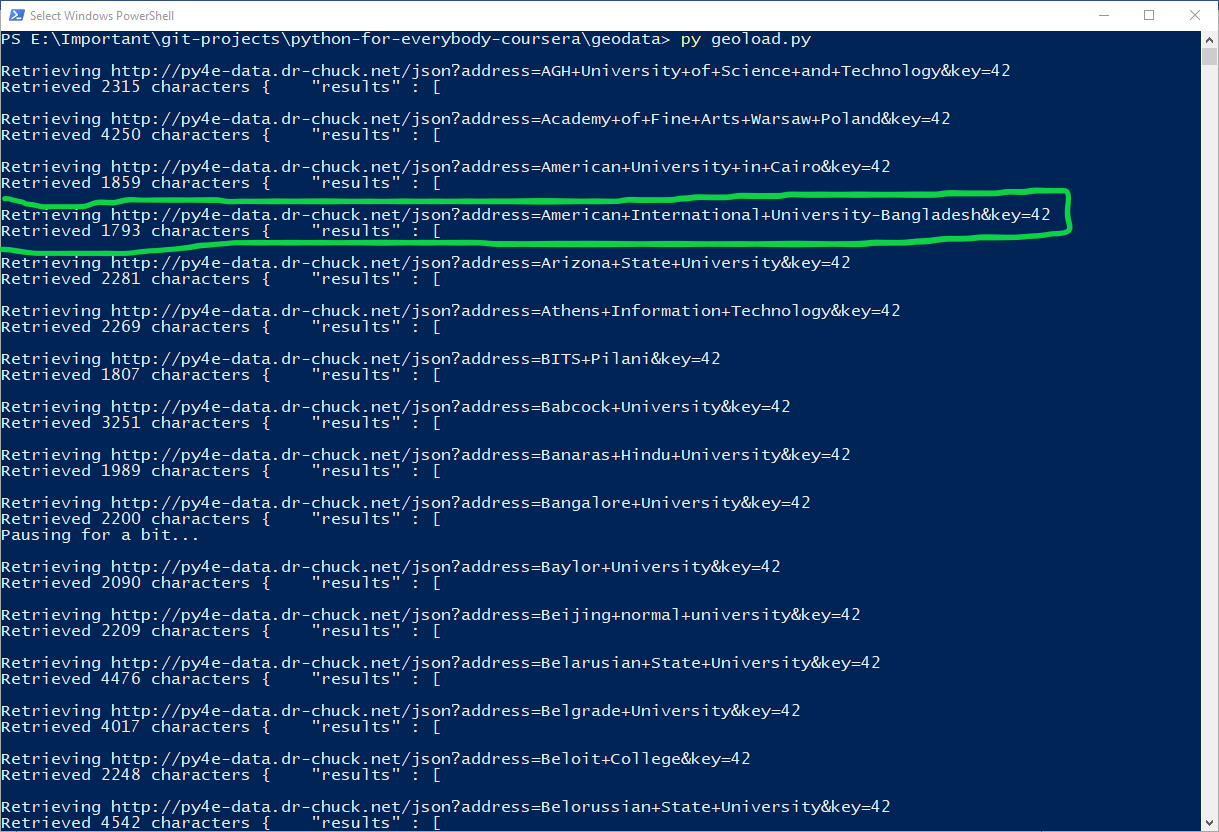 Select Windows PowerShell
PS E:\Important\git-projects\python-for-everybody-coursera\geodata> py geoload.py
Retrieving http://py4e-data.dr-chuck.net/json?address=AGH+University+of+Science+and+Technology&key=42
Retrieved 2315 characters {    "results" : [
Retrieving http://py4e-data.dr-chuck.net/json?address=Academy+of+Fine+Arts+Warsaw+Poland&key=42
Retrieved 4250 characters {    "results" : [
Retrieving http://py4e-data.dr-chuck.net/json?address=American+University+in+Cairo&key=42
Retrieved 1859 characters {    "results" : [
Retrieving http://py4e-data.dr-chuck.net/json?address=American+International+University-Bangladesh&key=42
Retrieved 1793 characters {    "results" : [
Retrieving http://py4e-data.dr-chuck.net/json?address=Arizona+State+University&key=42
Retrieved 2281 characters {    "results" : [
Retrieving http://py4e-data.dr-chuck.net/json?address=Athens+Information+Technology&key=42
Retrieved 2269 characters {    "results" : [
Retrieving http://py4e-data.dr-chuck.net/json?address=BITS+Pilani&key=42
Retrieved 1807 characters {    "results" : [
Retrieving http://py4e-data.dr-chuck.net/json?address=Babcock+University&key=42
Retrieved 3251 characters {    "results" : [
Retrieving http://py4e-data.dr-chuck.net/json?address=Banaras+Hindu+University&key=42
Retrieved 1989 characters {    "results" : [
Retrieving http://py4e-data.dr-chuck.net/json?address=Bangalore+University&key=42
Retrieved 2200 characters {    "results" : [
Pausing for a bit...
Retrieving http://py4e-data.dr-chuck.net/json?address=Baylor+University&key=42
Retrieved 2090 characters {    "results" : [
Retrieving http://py4e-data.dr-chuck.net/json?address=Beijing+normal+university&key=42
Retrieved 2209 characters {    "results" : [
Retrieving http://py4e-data.dr-chuck.net/json?address=Belarusian+State+University&key=42
Retrieved 4476 characters {    "results" : [
Retrieving http://py4e-data.dr-chuck.net/json?address=Belgrade+University&key=42
Retrieved 4017 characters {    "results" : [
Retrieving http://py4e-data.dr-chuck.net/json?address=Beloit+College&key=42
Retrieved 2248 characters {    "results" : [
Retrieving http://py4e-data.dr-chuck.net/json?address=Belorussian+State+University&key=42
Retrieved 4542 characters {    "results" : [